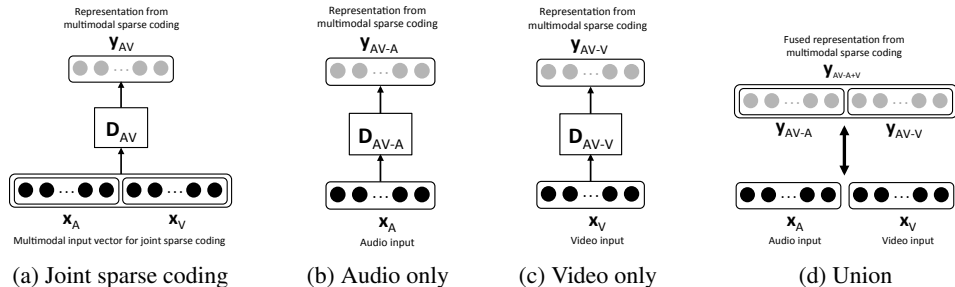 Representation from
multimodal sparse coding
y_AV
D_AV
x_A x_V
Multimodal input vector for joint sparse coding
(a) Joint sparse coding
Representation from
multimodal sparse coding
y_AV-A
D_AV-A
x_A
Audio input
(b) Audio only
Representation from
multimodal sparse coding
y_AV-V
D_AV-V
x_V
Video input
(c) Video only
Fused representation from
multimodal sparse coding
y_AV-A+V
y_AV-A y_AV-V
x_A x_V
Audio input Video input
(d) Union